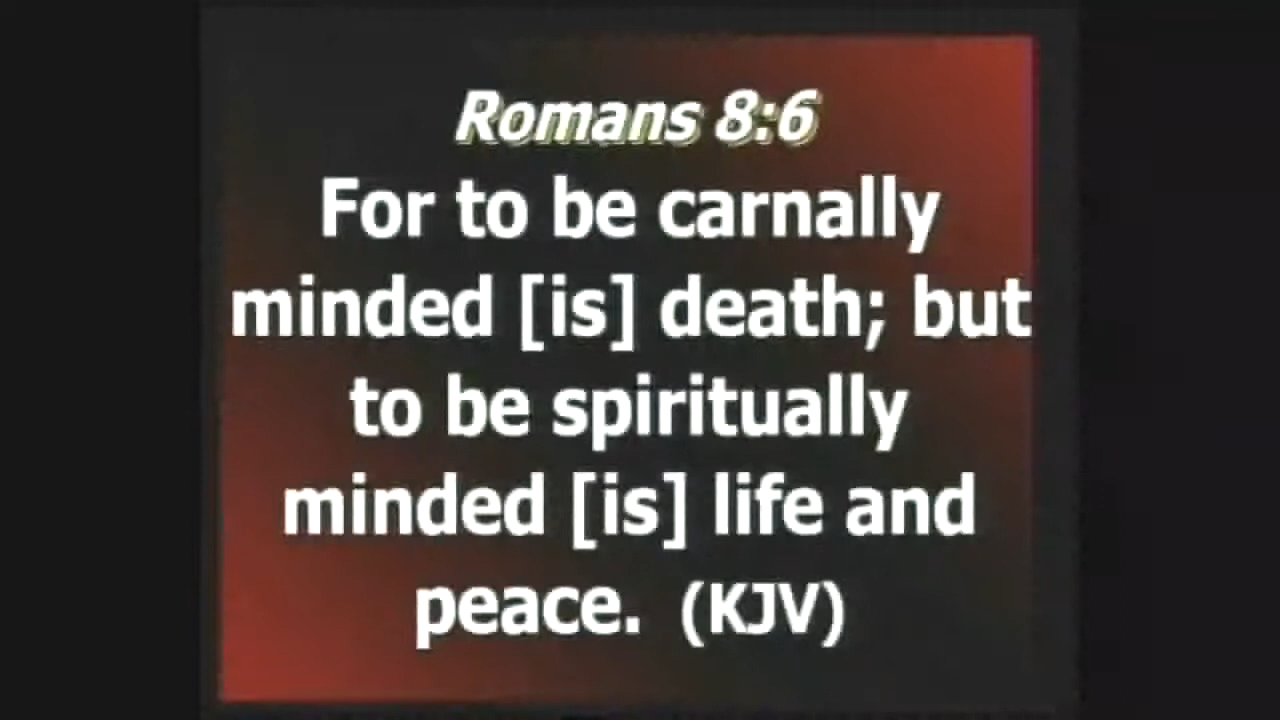 Romans 8:6
For to be carnally
minded [is] death; but
to be spiritually
minded [is] life and
peace. (KJV)